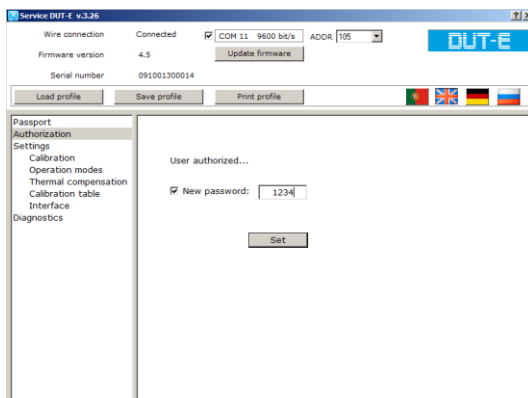 Service DUT-E v.3.26
Wire connection Connected COM 11 9600 bit/s ADDR 105
DUT-E
Firmware version 4.5 Update firmware
Serial number 091001300014
Load profile Save profile Print profile
Passport
Authorization
Settings
Calibration
Operation modes
Thermal compensation
Calibration table
Interface
Diagnostics
User authorized...
New password: 1234
Set